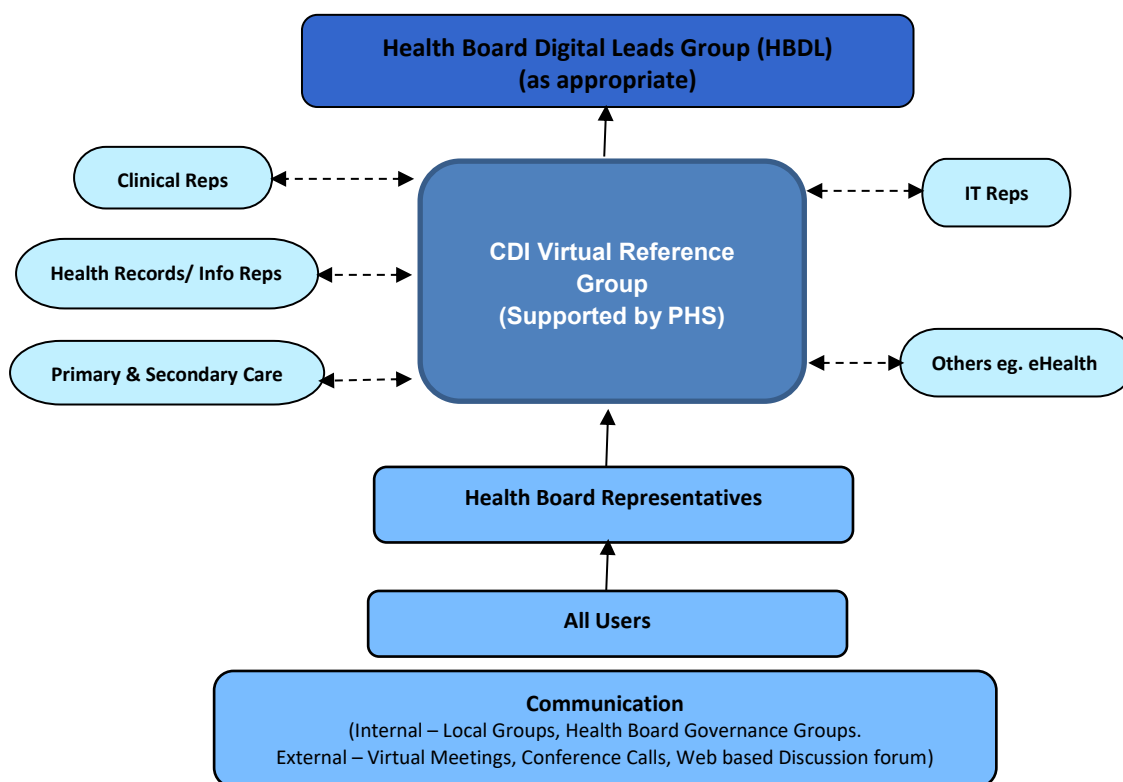 Health Board Digital Leads Group (HBDL)
(as appropriate)
Clinical Reps
IT Reps
Health Records/ Info Reps
CDI Virtual Reference
Group
(Supported by PHS)
Primary & Secondary Care
Others eg. eHealth
Health Board Representatives
All Users
Communication
(Internal – Local Groups, Health Board Governance Groups.
External – Virtual Meetings, Conference Calls, Web based Discussion forum)